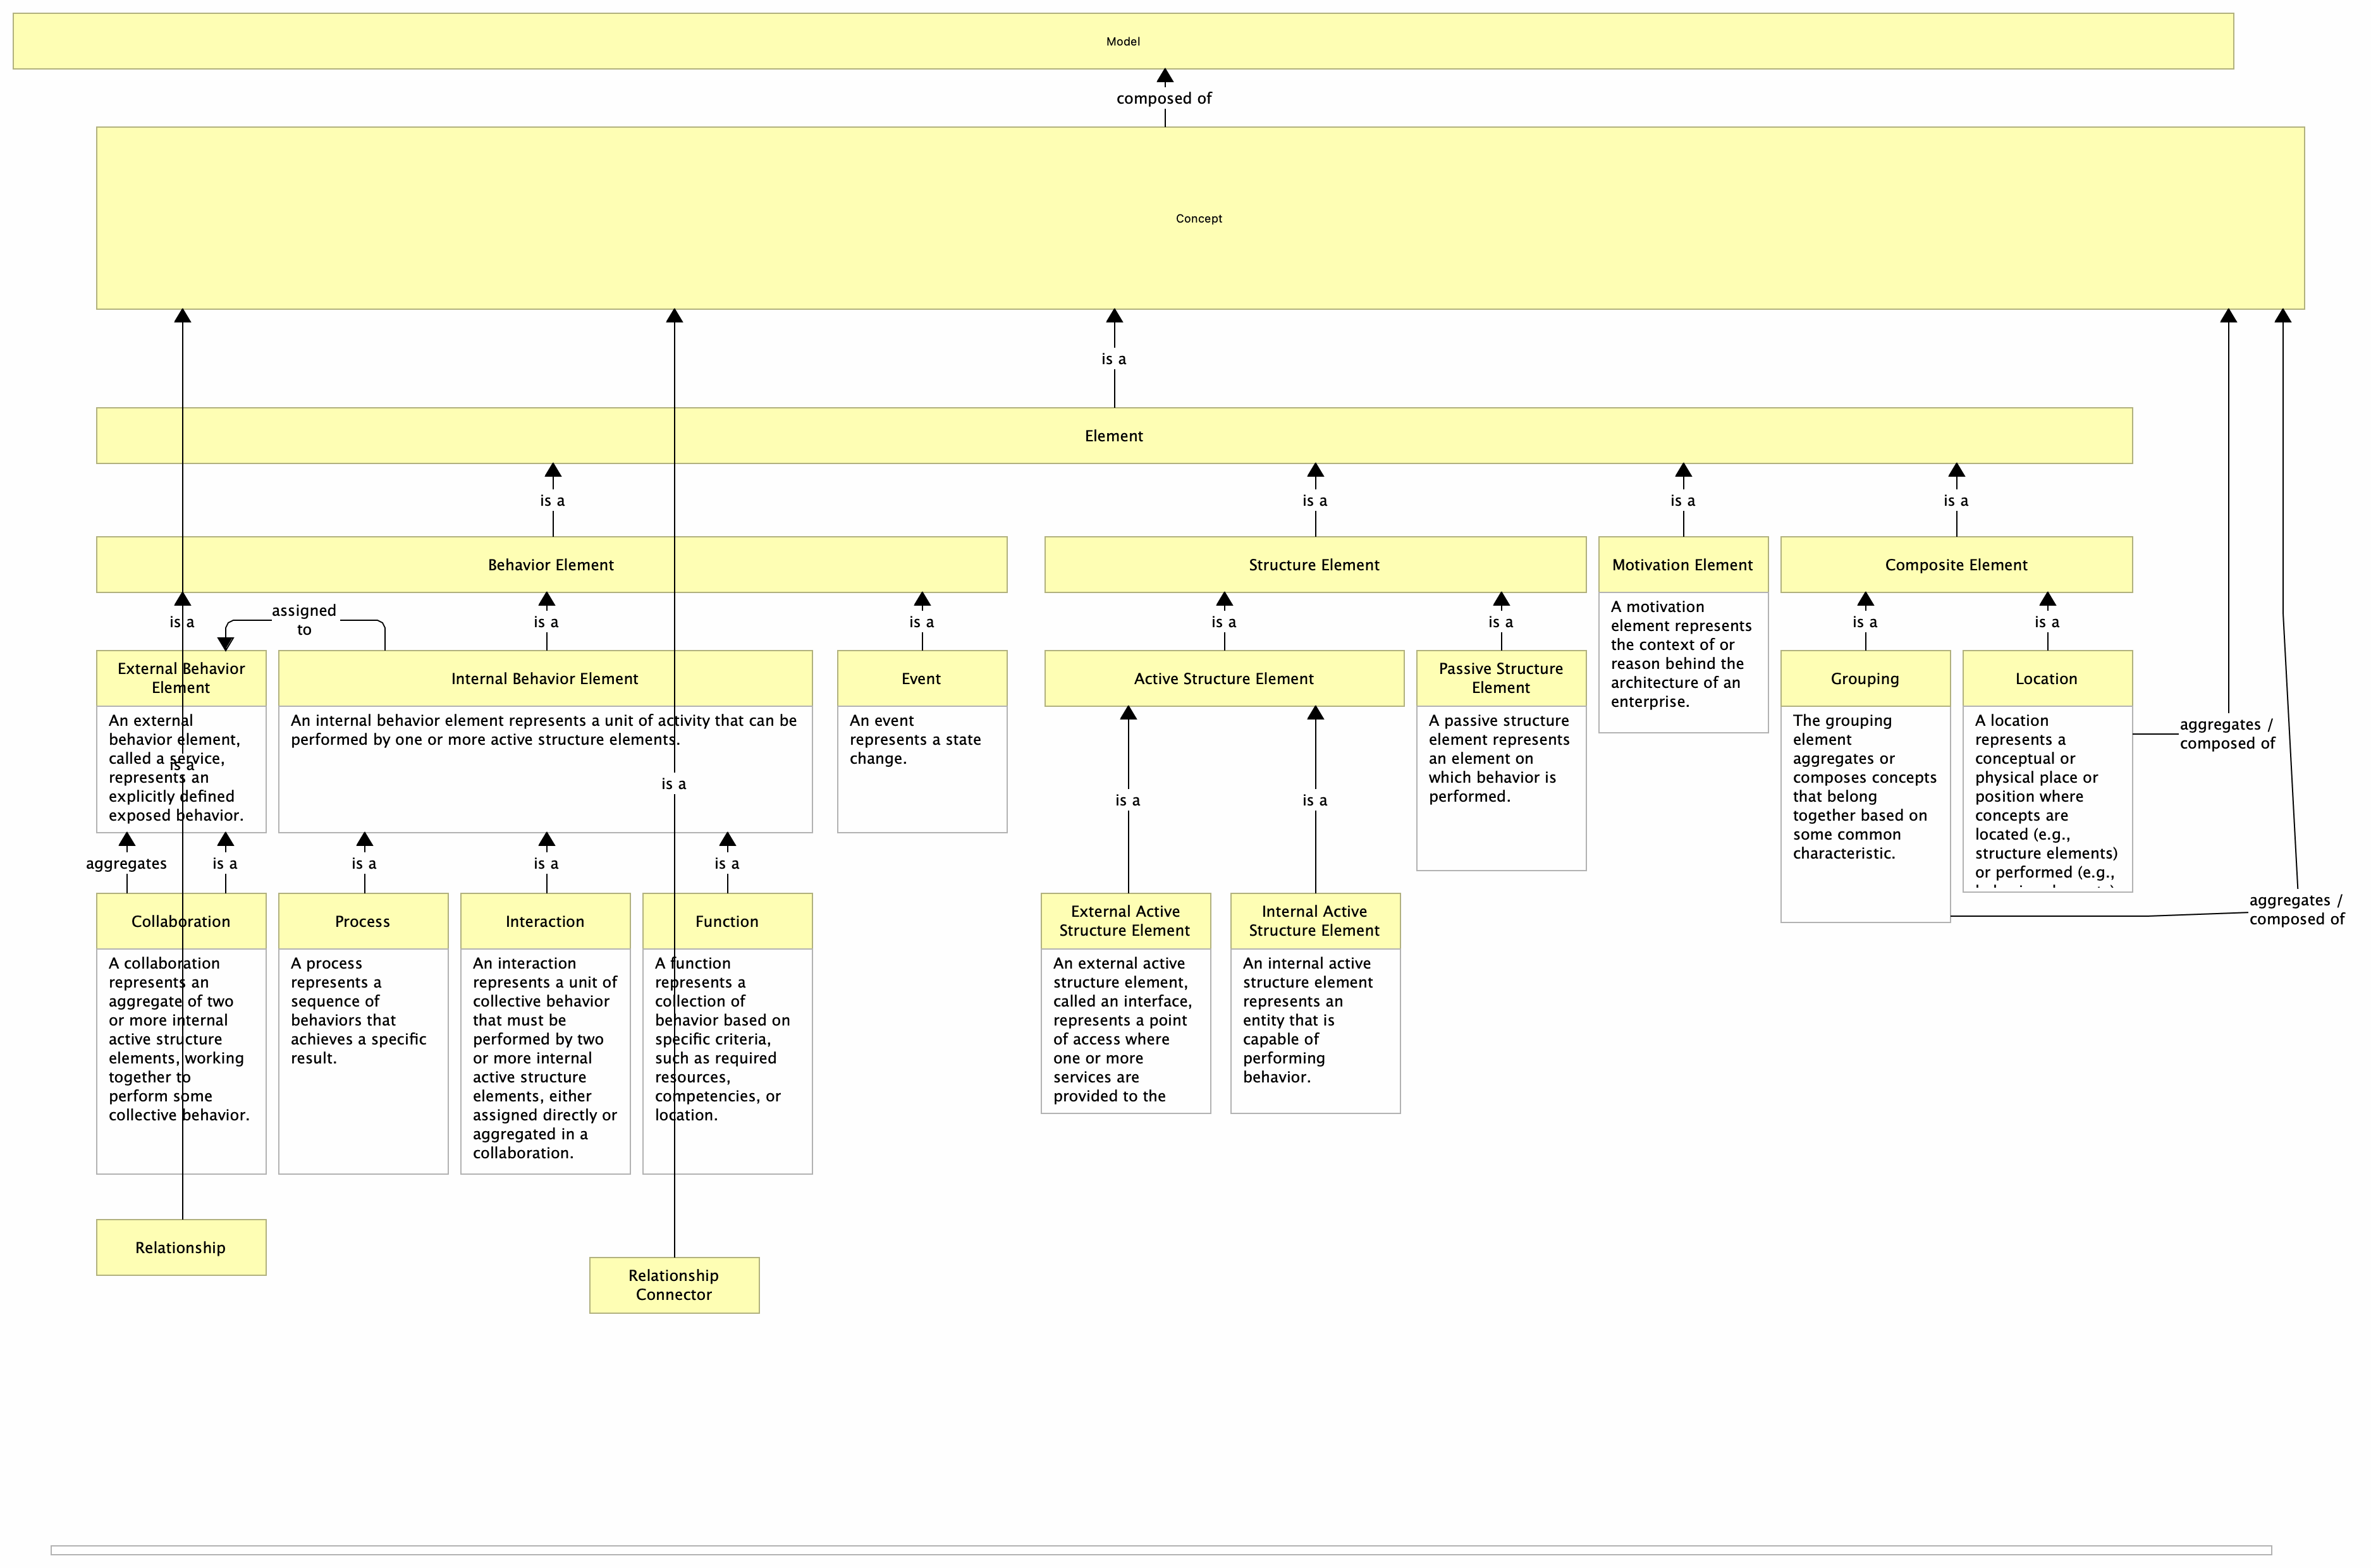 Model
composed of
Concept
is a
Element
is a
is a
is a
is a
Behavior Element
Structure Element
Motivation Element
Composite Element
A motivation
element represents
the context of or
reason behind the
architecture of an
enterprise.
is a
assigned
to
is a
is a
is a
is a
is a
is a
External Behavior
Element
An external
behavior element,
called a service,
represents an
explicitly defined
exposed behavior.
is a
Internal Behavior Element
An internal behavior element represents a unit of activity that can be
performed by one or more active structure elements.
is a
Event
An event
represents a state
change.
Active Structure Element
is a
is a
Passive Structure
Element
A passive structure
element represents
an element on
which behavior is
performed.
Grouping
The grouping
element
aggregates or
composes concepts
that belong
together based on
some common
characteristic.
Location
A location
represents a
conceptual or
physical place or
position where
concepts are
located (e.g.,
structure elements)
or performed (e.g.,
aggregates /
composed of
aggregates /
composed of
aggregates
is a
is a
is a
is a
Collaboration
A collaboration
represents an
aggregate of two
or more internal
active structure
elements, working
together to
perform some
collective behavior.
Process
A process
represents a
sequence of
behaviors that
achieves a specific
result.
Interaction
An interaction
represents a unit of
collective behavior
that must be
performed by two
or more internal
active structure
elements, either
assigned directly or
aggregated in a
collaboration.
Function
A function
represents a
collection of
behavior based on
specific criteria,
such as required
resources,
competencies, or
location.
External Active
Structure Element
An external active
structure element,
called an interface,
represents a point
of access where
one or more
services are
provided to the
Internal Active
Structure Element
An internal active
structure element
represents an
entity that is
capable of
performing
behavior.
Relationship
Relationship
Connector